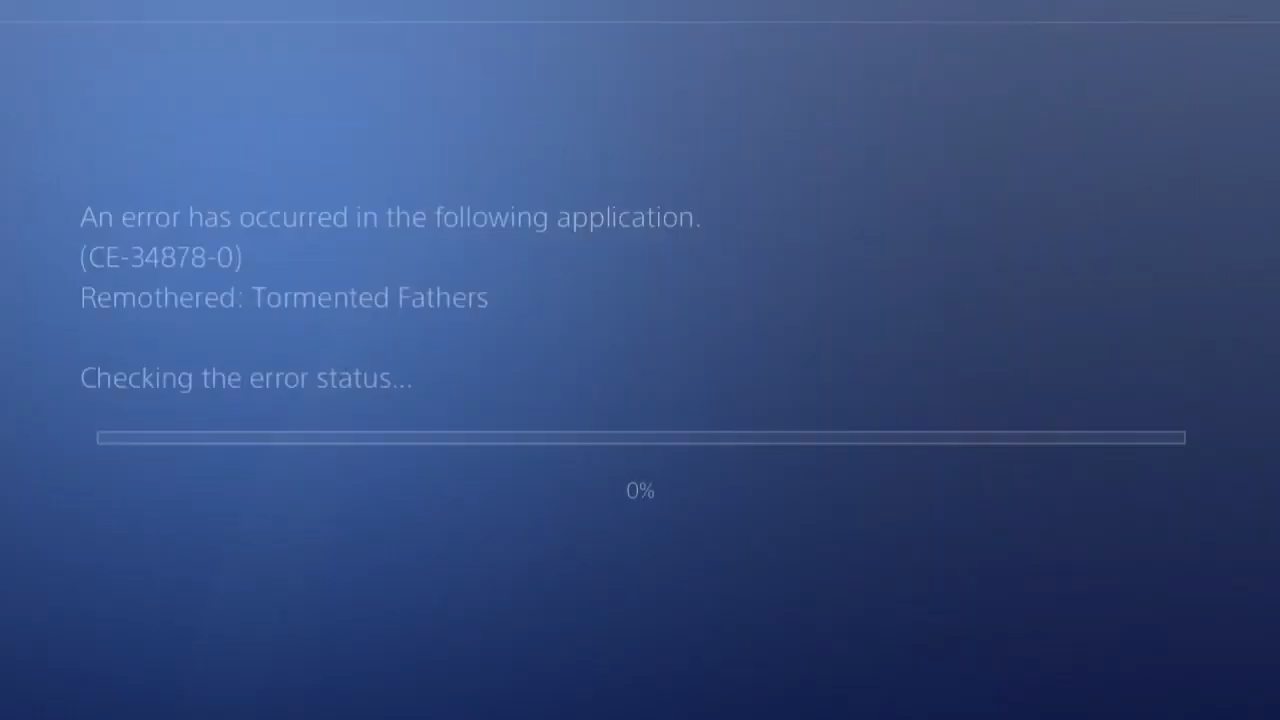 An error has occurred in the following application.
(CE-34878-0)
Remothered: Tormented Fathers
Checking the error status...
0%